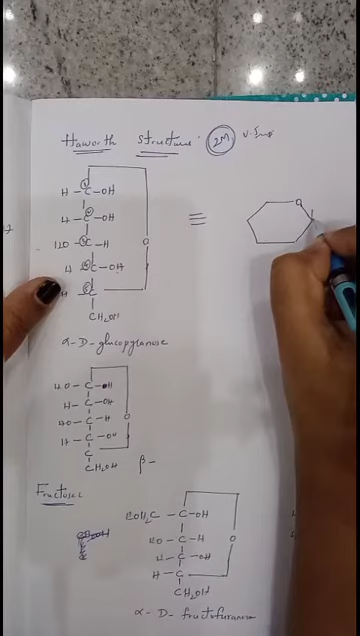 Haworth Structure (2M) V. Imp
H - C - OH
H - C - OH
HO - C - H
O
H - C - OH
H - C
CH2OH
O
α-D-glucopyranose
HO - C - H
H - C - OH
HO - C - H
O
H - C - OH
C
CH2OH
β -
Fructose
HOH2C - C - OH
HO - C - H
O
H - C - OH
H - C
CH2OH
α-D-fructofuranose